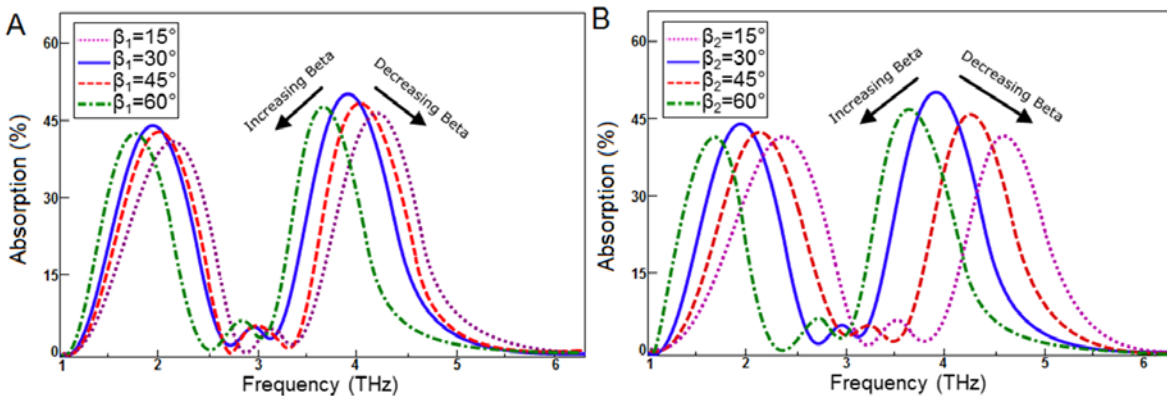 A
β1=15°
β1=30°
β1=45°
β1=60°
Increasing Beta
Decreasing Beta
60
45
30
15
0
Absorption (%)
1 2 3 4 5 6
Frequency (THz)
B
β2=15°
β2=30°
β2=45°
β2=60°
Increasing Beta
Decreasing Beta
60
45
30
15
0
Absorption (%)
1 2 3 4 5 6
Frequency (THz)